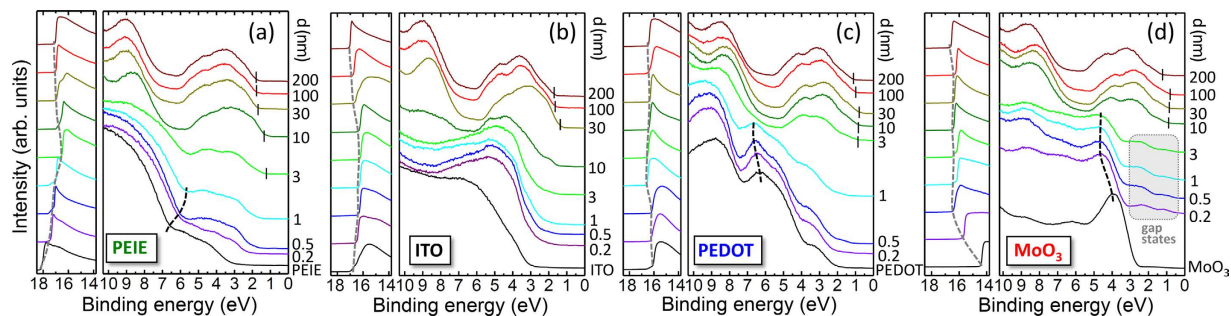 Intensity (arb. units)
(a)
d (nm)
200
100
30
10
3
1
0.5
0.2
PEIE
PEIE
18 16 14 11 10 9 8 7 6 5 4 3 2 1 0
Binding energy (eV)
(b)
d (nm)
200
100
30
10
3
1
0.5
0.2
ITO
ITO
18 16 14 11 10 9 8 7 6 5 4 3 2 1 0
Binding energy (eV)
(c)
d (nm)
200
100
30
10
3
1
0.5
0.2
PEDOT
PEDOT
18 16 14 11 10 9 8 7 6 5 4 3 2 1 0
Binding energy (eV)
(d)
d (nm)
200
100
30
10
3
1
0.5
0.2
gap
states
MoO₃
MoO₃
18 16 14 11 10 9 8 7 6 5 4 3 2 1 0
Binding energy (eV)